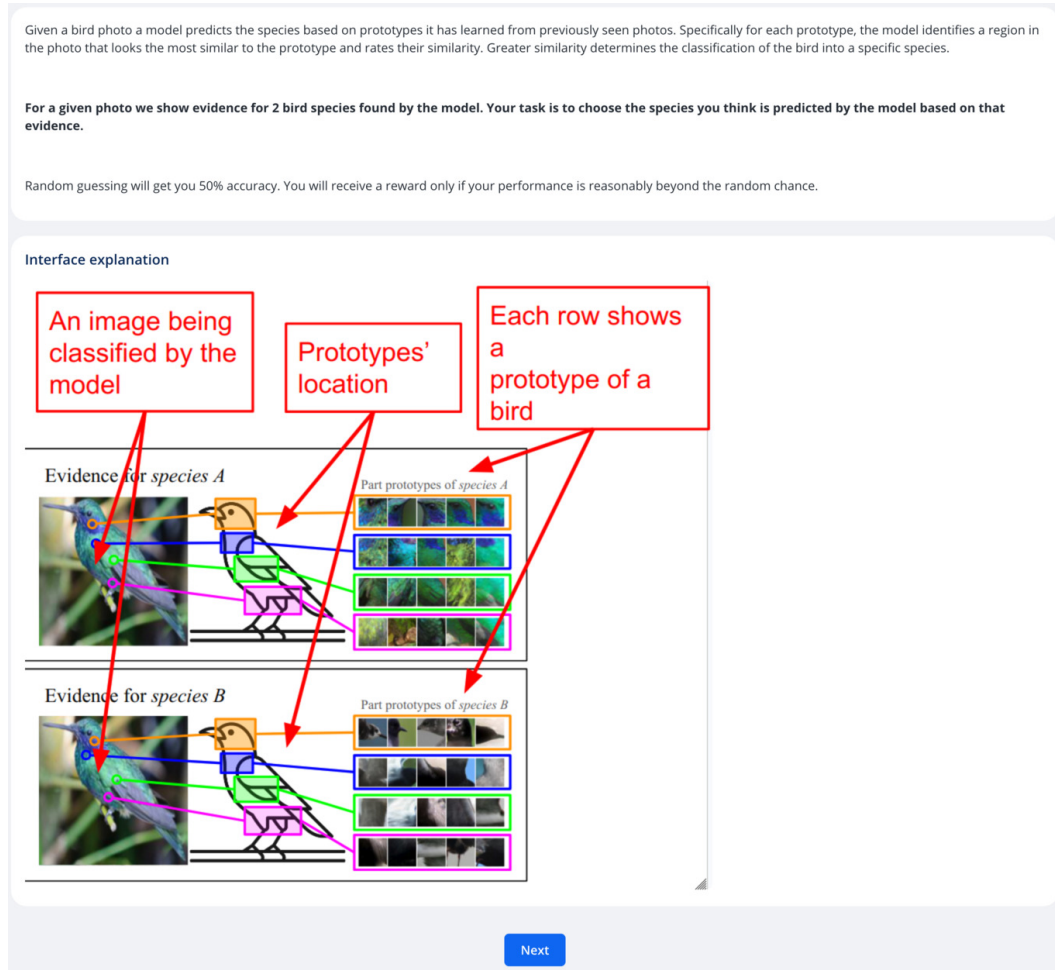 Given a bird photo a model predicts the species based on prototypes it has learned from previously seen photos. Specifically for each prototype, the model identifies a region in
the photo that looks the most similar to the prototype and rates their similarity. Greater similarity determines the classification of the bird into a specific species.
For a given photo we show evidence for 2 bird species found by the model. Your task is to choose the species you think is predicted by the model based on that
evidence.
Random guessing will get you 50% accuracy. You will receive a reward only if your performance is reasonably beyond the random chance.
Interface explanation
An image being
classified by the
model
Prototypes'
location
Each row shows
a
prototype of a
bird
Evidence for species A
Part prototypes of species A
Evidence for species B
Part prototypes of species B
Next